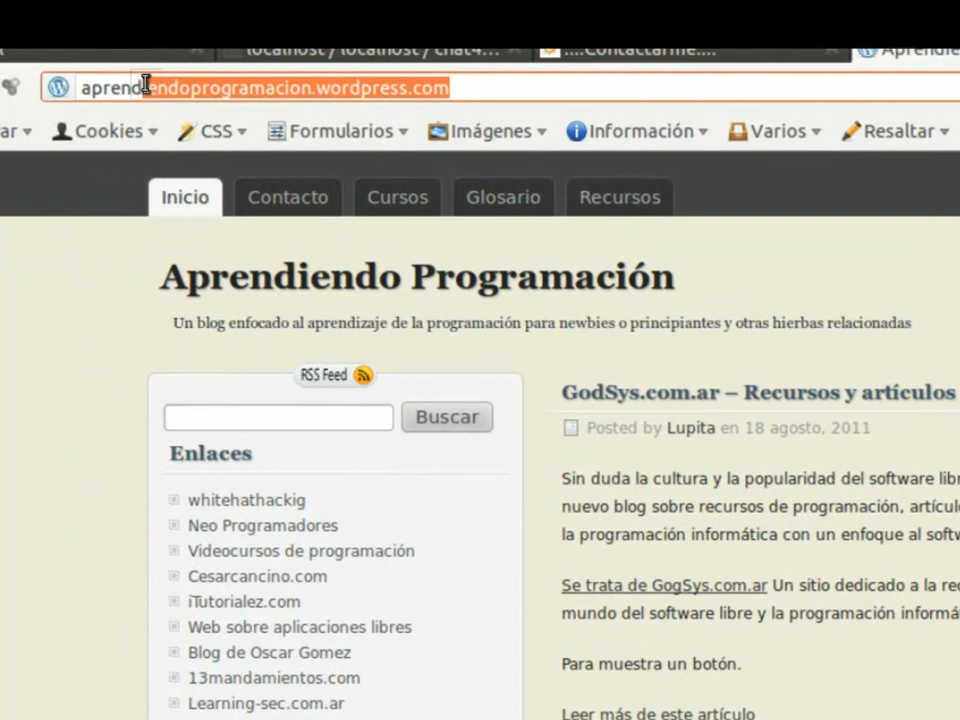 localhost / localhost / chat4...
....Contactarme....
aprendiendoprogramacion.wordpress.com
ar
Cookies
CSS
Formularios
Imágenes
Información
Varios
Resaltar
Inicio
Contacto
Cursos
Glosario
Recursos
Aprendiendo Programación
Un blog enfocado al aprendizaje de la programación para newbies o principiantes y otras hierbas relacionadas
RSS Feed
Buscar
Enlaces
whitehathackig
Neo Programadores
Videocursos de programación
Cesarcancino.com
iTutorialez.com
Web sobre aplicaciones libres
Blog de Oscar Gomez
13mandamientos.com
Learning-sec.com.ar
GodSys.com.ar – Recursos y artículos
Posted by Lupita en 18 agosto, 2011
Sin duda la cultura y la popularidad del software libr
nuevo blog sobre recursos de programación, artícul
la programación informática con un enfoque al softw
Se trata de GogSys.com.ar Un sitio dedicado a la re
mundo del software libre y la programación informá
Para muestra un botón.
Leer más de este artículo